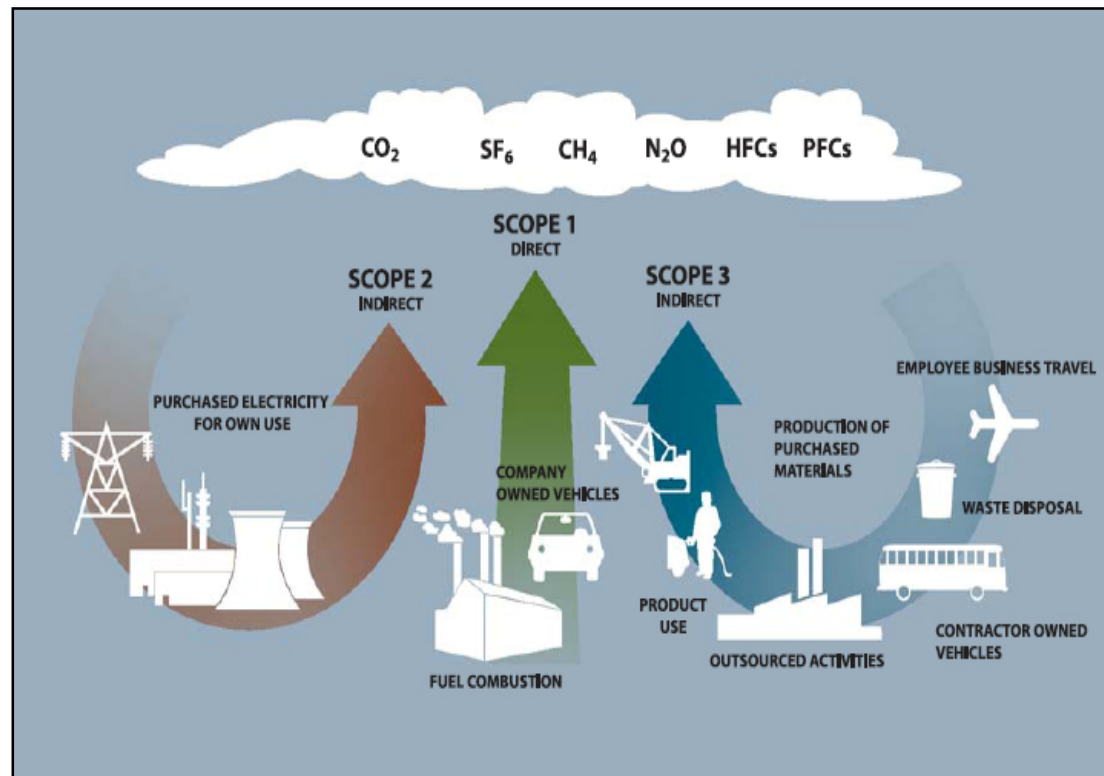 CO₂ SF₆ CH₄ N₂O HFCs PFCs
SCOPE 1
DIRECT
SCOPE 2
INDIRECT
SCOPE 3
INDIRECT
PURCHASED ELECTRICITY
FOR OWN USE
COMPANY
OWNED VEHICLES
FUEL COMBUSTION
EMPLOYEE BUSINESS TRAVEL
PRODUCTION OF
PURCHASED
MATERIALS
WASTE DISPOSAL
PRODUCT
USE
OUTSOURCED ACTIVITIES
CONTRACTOR OWNED
VEHICLES